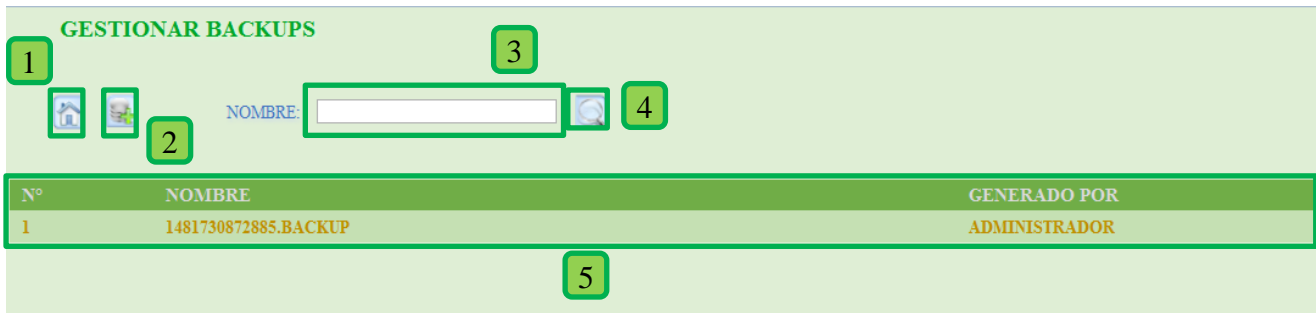 GESTIONAR BACKUPS
1
3
NOMBRE:
4
2
N° NOMBRE GENERADO POR
1 1481730872885.BACKUP ADMINISTRADOR
5